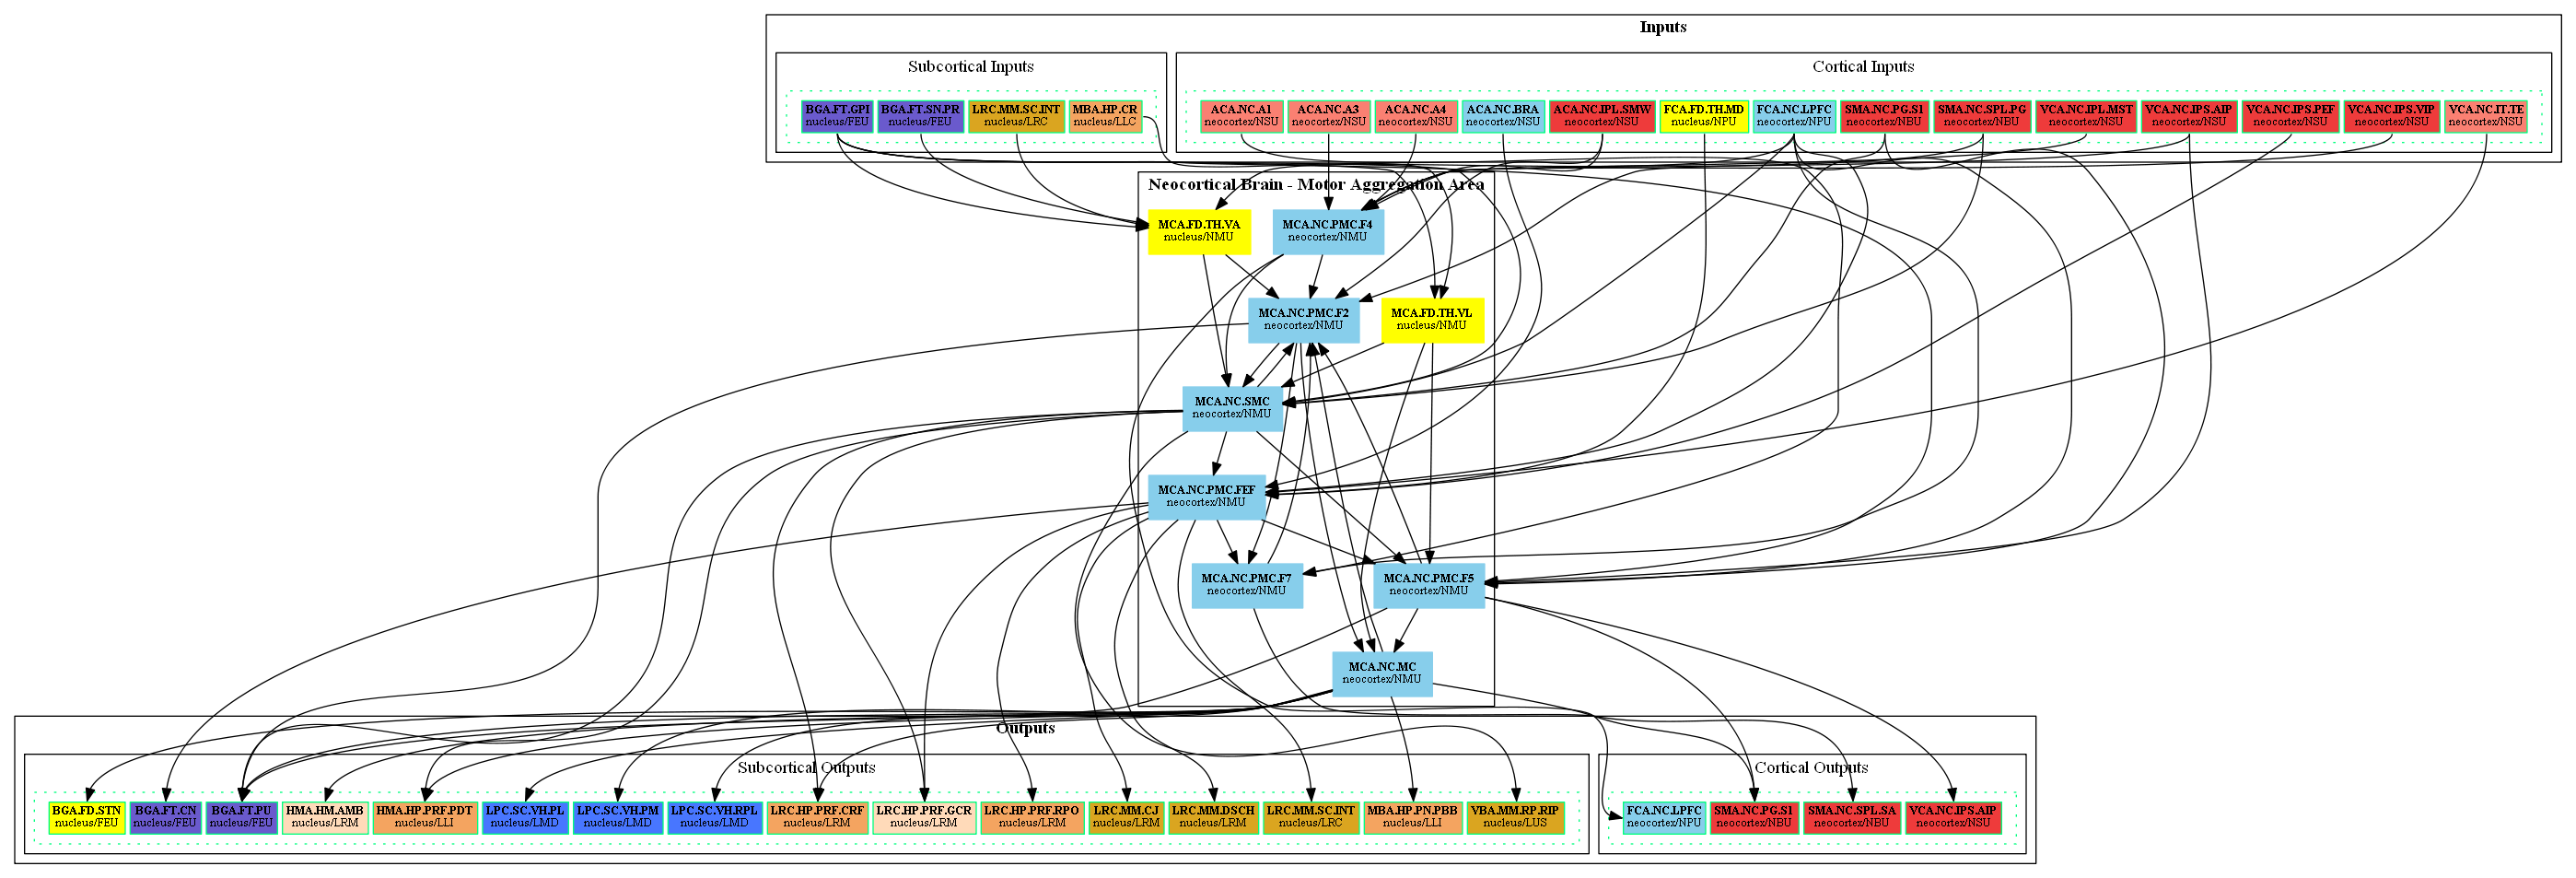 Inputs
Subcortical Inputs
Cortical Inputs
BGA.FT.GPI
nucleus/FEU
BGA.FT.SN.PR
nucleus/FEU
LRC.MM.SC.INT
nucleus/LRC
MBA.HP.CR
nucleus/LLC
ACA.NC.A1
neocortex/NSU
ACA.NC.A3
neocortex/NSU
ACA.NC.A4
neocortex/NSU
ACA.NC.BRA
neocortex/NSU
ACA.NC.IPL.SMW
neocortex/NSU
FCA.FD.TH.MD
nucleus/NPU
FCA.NC.LPFC
neocortex/NPU
SMA.NC.PG.S1
neocortex/NBU
SMA.NC.SPL.PG
neocortex/NBU
VCA.NC.IPL.MST
neocortex/NSU
VCA.NC.IPS.AIP
neocortex/NSU
VCA.NC.IPS.PEF
neocortex/NSU
VCA.NC.IPS.VIP
neocortex/NSU
VCA.NC.IT.TE
neocortex/NSU
Neocortical Brain - Motor Aggregation Area
MCA.FD.TH.VA
nucleus/NMU
MCA.NC.PMC.F4
neocortex/NMU
MCA.NC.PMC.F2
neocortex/NMU
MCA.FD.TH.VL
nucleus/NMU
MCA.NC.SMC
neocortex/NMU
MCA.NC.PMC.FEF
neocortex/NMU
MCA.NC.PMC.F7
neocortex/NMU
MCA.NC.PMC.F5
neocortex/NMU
MCA.NC.MC
neocortex/NMU
Outputs
Subcortical Outputs
Cortical Outputs
BGA.FD.STN
nucleus/FEU
BGA.FT.CN
nucleus/FEU
BGA.FT.PU
nucleus/FEU
HMA.HM.AMB
nucleus/LRM
HMA.HP.PRF.PDT
nucleus/LLI
LPC.SC.VH.PL
nucleus/LMD
LPC.SC.VH.PM
nucleus/LMD
LPC.SC.VH.RPL
nucleus/LMD
LRC.HP.PRF.CRF
nucleus/LRM
LRC.HP.PRF.GCR
nucleus/LRM
LRC.HP.PRF.RPO
nucleus/LRM
LRC.MM.CJ
nucleus/LRM
LRC.MM.DSCH
nucleus/LRM
LRC.MM.SC.INT
nucleus/LRC
MBA.HP.PN.PBB
nucleus/LLI
VBA.MM.RP.RIP
nucleus/LUS
FCA.NC.LPFC
neocortex/NPU
SMA.NC.PG.S1
neocortex/NBU
SMA.NC.SPL.SA
neocortex/NBU
VCA.NC.IPS.AIP
neocortex/NSU